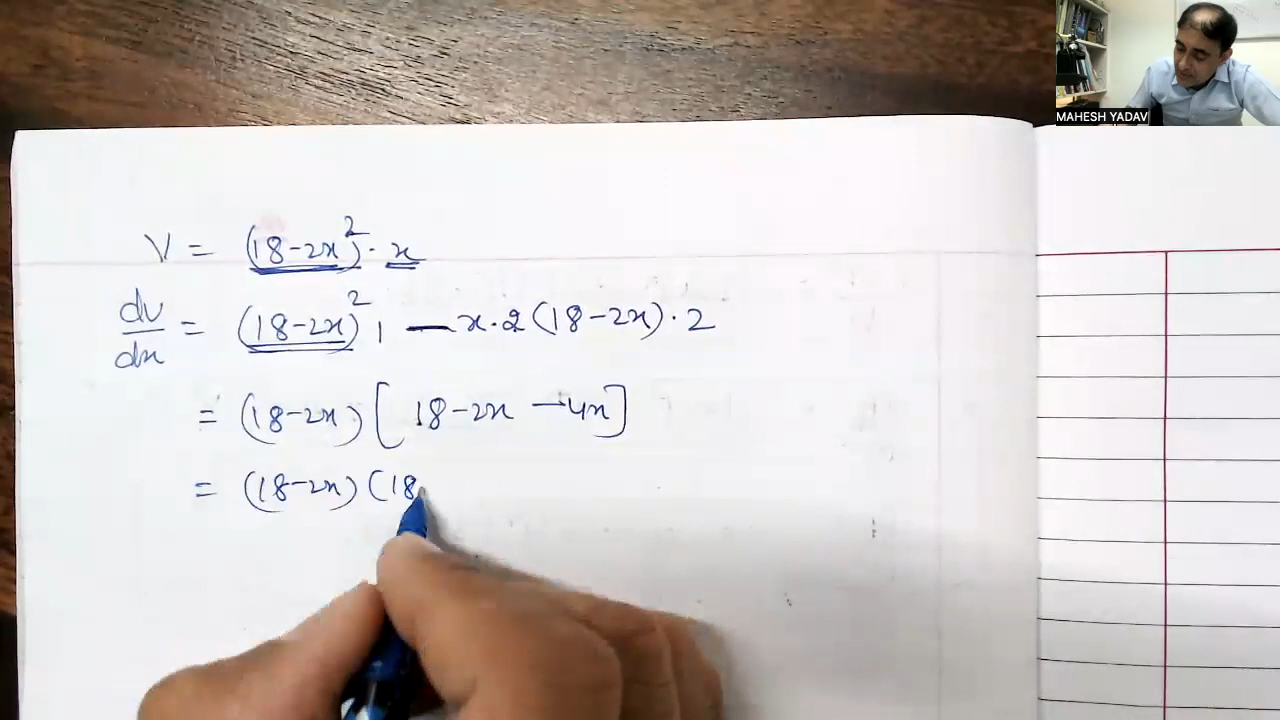 MAHESH YADAV
V = (18-2x)² · x
dv/dx = (18-2x)² 1 — x·2(18-2x)·2
= (18-2x) [ 18-2x — 4x ]
= (18-2x) (18